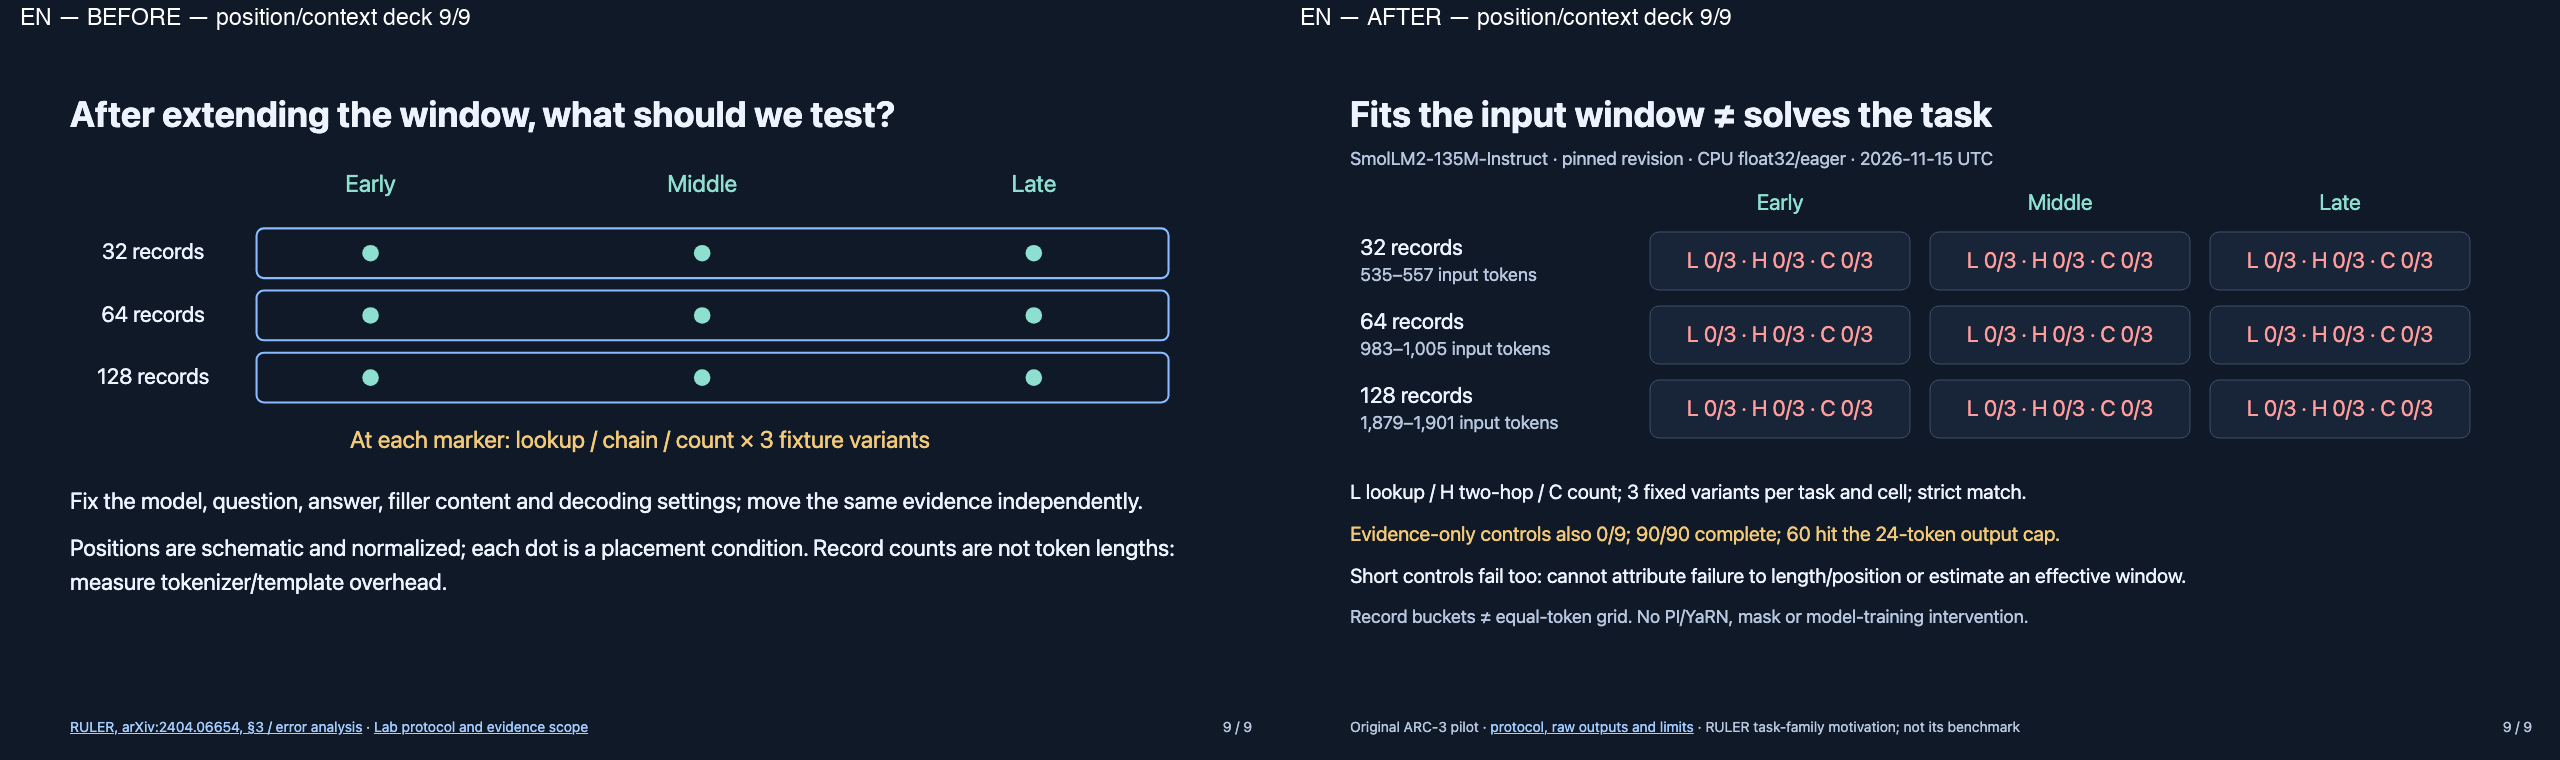 EN — BEFORE — position/context deck 9/9
After extending the window, what should we test?
Early Middle Late
32 records
64 records
128 records
At each marker: lookup / chain / count × 3 fixture variants
Fix the model, question, answer, filler content and decoding settings; move the same evidence independently.
Positions are schematic and normalized; each dot is a placement condition. Record counts are not token lengths:
measure tokenizer/template overhead.
RULER, arXiv:2404.06654, §3 / error analysis · Lab protocol and evidence scope
9 / 9
EN — AFTER — position/context deck 9/9
Fits the input window ≠ solves the task
SmolLM2-135M-Instruct · pinned revision · CPU float32/eager · 2026-11-15 UTC
Early Middle Late
32 records
535–557 input tokens
L 0/3 · H 0/3 · C 0/3 L 0/3 · H 0/3 · C 0/3 L 0/3 · H 0/3 · C 0/3
64 records
983–1,005 input tokens
L 0/3 · H 0/3 · C 0/3 L 0/3 · H 0/3 · C 0/3 L 0/3 · H 0/3 · C 0/3
128 records
1,879–1,901 input tokens
L 0/3 · H 0/3 · C 0/3 L 0/3 · H 0/3 · C 0/3 L 0/3 · H 0/3 · C 0/3
L lookup / H two-hop / C count; 3 fixed variants per task and cell; strict match.
Evidence-only controls also 0/9; 90/90 complete; 60 hit the 24-token output cap.
Short controls fail too: cannot attribute failure to length/position or estimate an effective window.
Record buckets ≠ equal-token grid. No PI/YaRN, mask or model-training intervention.
Original ARC-3 pilot · protocol, raw outputs and limits · RULER task-family motivation; not its benchmark
9 / 9